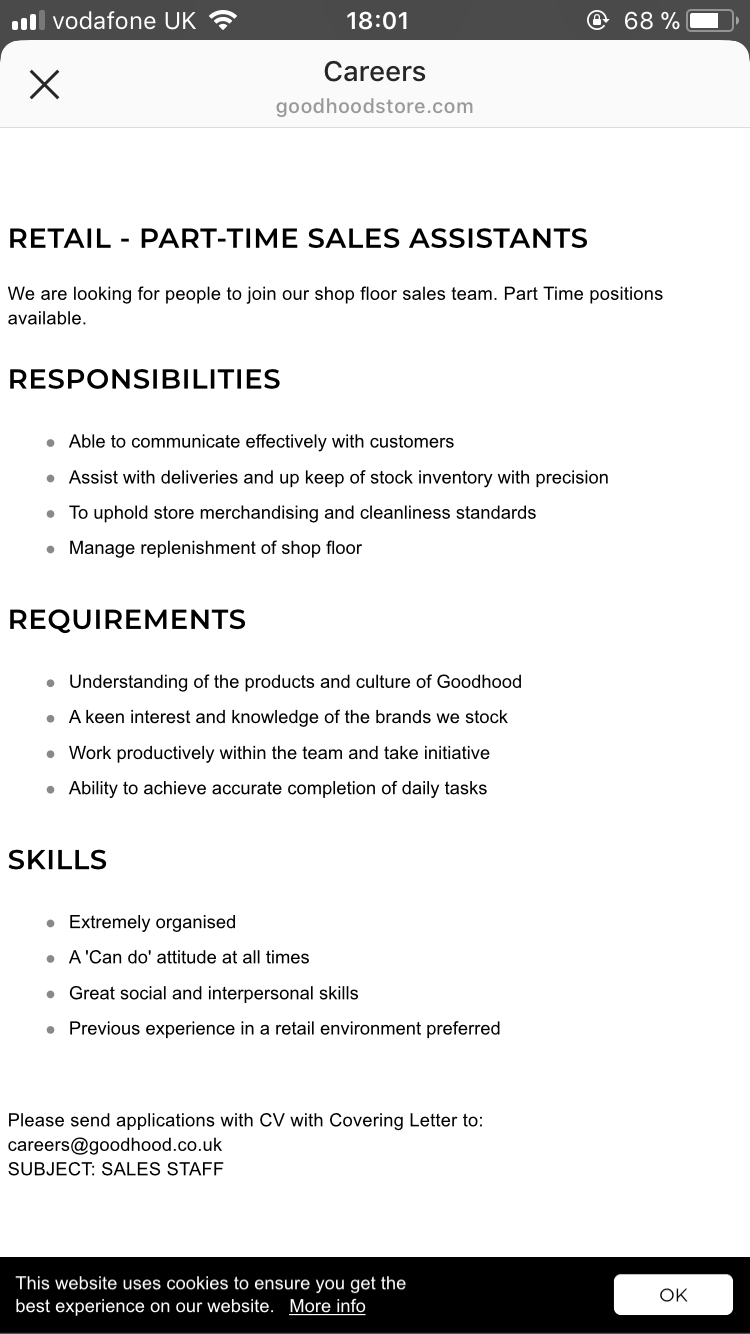 vodafone UK 18:01 68 %
Careers
goodhoodstore.com
RETAIL - PART-TIME SALES ASSISTANTS
We are looking for people to join our shop floor sales team. Part Time positions
available.
RESPONSIBILITIES
Able to communicate effectively with customers
Assist with deliveries and up keep of stock inventory with precision
To uphold store merchandising and cleanliness standards
Manage replenishment of shop floor
REQUIREMENTS
Understanding of the products and culture of Goodhood
A keen interest and knowledge of the brands we stock
Work productively within the team and take initiative
Ability to achieve accurate completion of daily tasks
SKILLS
Extremely organised
A 'Can do' attitude at all times
Great social and interpersonal skills
Previous experience in a retail environment preferred
Please send applications with CV with Covering Letter to:
careers@goodhood.co.uk
SUBJECT: SALES STAFF
This website uses cookies to ensure you get the
best experience on our website. More info
OK